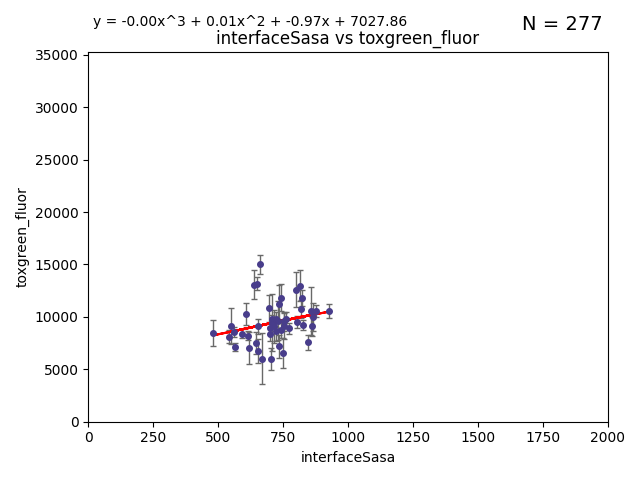 y = -0.00x^3 + 0.01x^2 + -0.97x + 7027.86
N = 277
interfaceSasa vs toxgreen_fluor
35000
30000
25000
20000
15000
10000
5000
0
toxgreen_fluor
0 250 500 750 1000 1250 1500 1750 2000
interfaceSasa